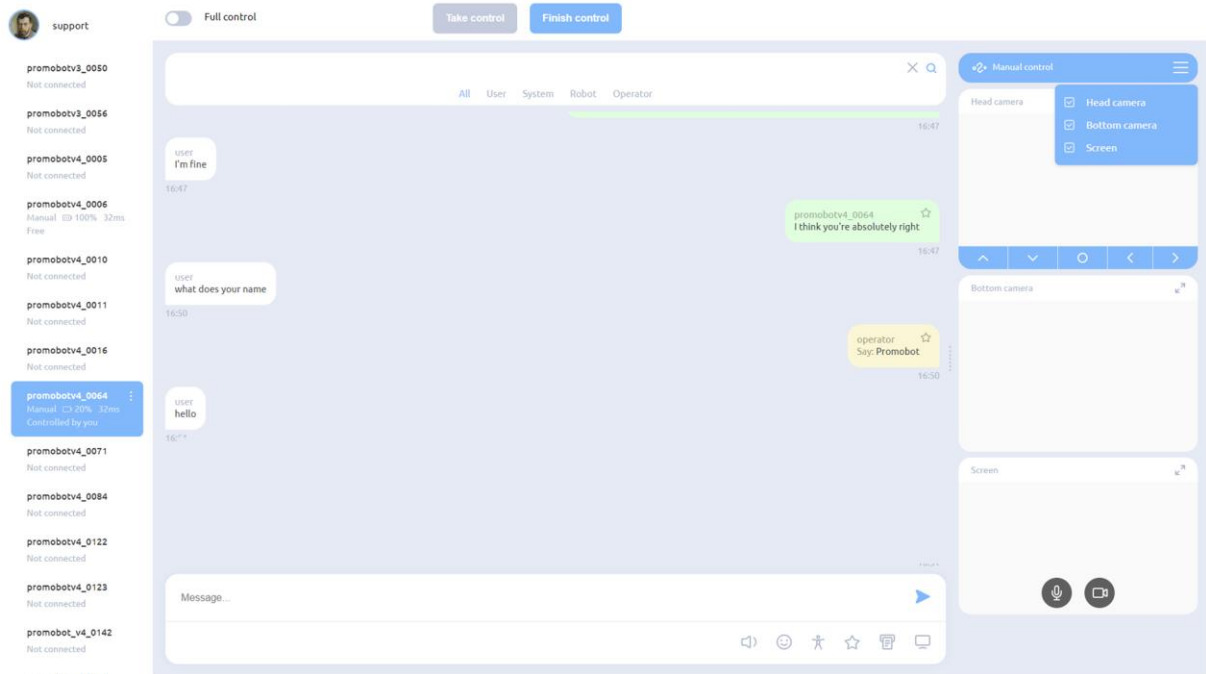 support
Full control
Take control
Finish control
promobotv3_0050
Not connected
promobotv3_0056
Not connected
promobotv4_0005
Not connected
promobotv4_0006
Manual 100% 32ms
Free
promobotv4_0010
Not connected
promobotv4_0011
Not connected
promobotv4_0016
Not connected
promobotv4_0064
Manual 20% 32ms
Controlled by you
promobotv4_0071
Not connected
promobotv4_0084
Not connected
promobotv4_0122
Not connected
promobotv4_0123
Not connected
promobot_v4_0142
Not connected
All User System Robot Operator
16:47
user
I'm fine
16:47
promobotv4_0064
I think you're absolutely right
16:47
user
what does your name
16:50
operator
Say: Promobot
16:50
user
hello
Message...
Manual control
Head camera
Head camera
Bottom camera
Screen
Bottom camera
Screen